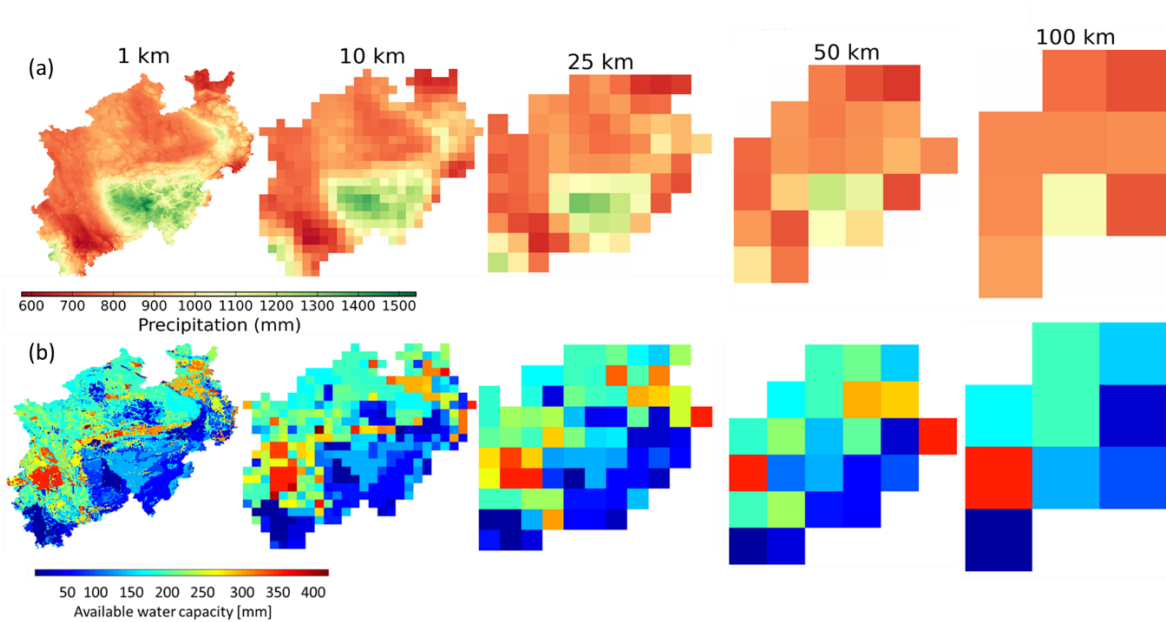 (a)
1 km
10 km
25 km
50 km
100 km
600 700 800 900 1000 1100 1200 1300 1400 1500
Precipitation (mm)
(b)
50 100 150 200 250 300 350 400
Available water capacity [mm]